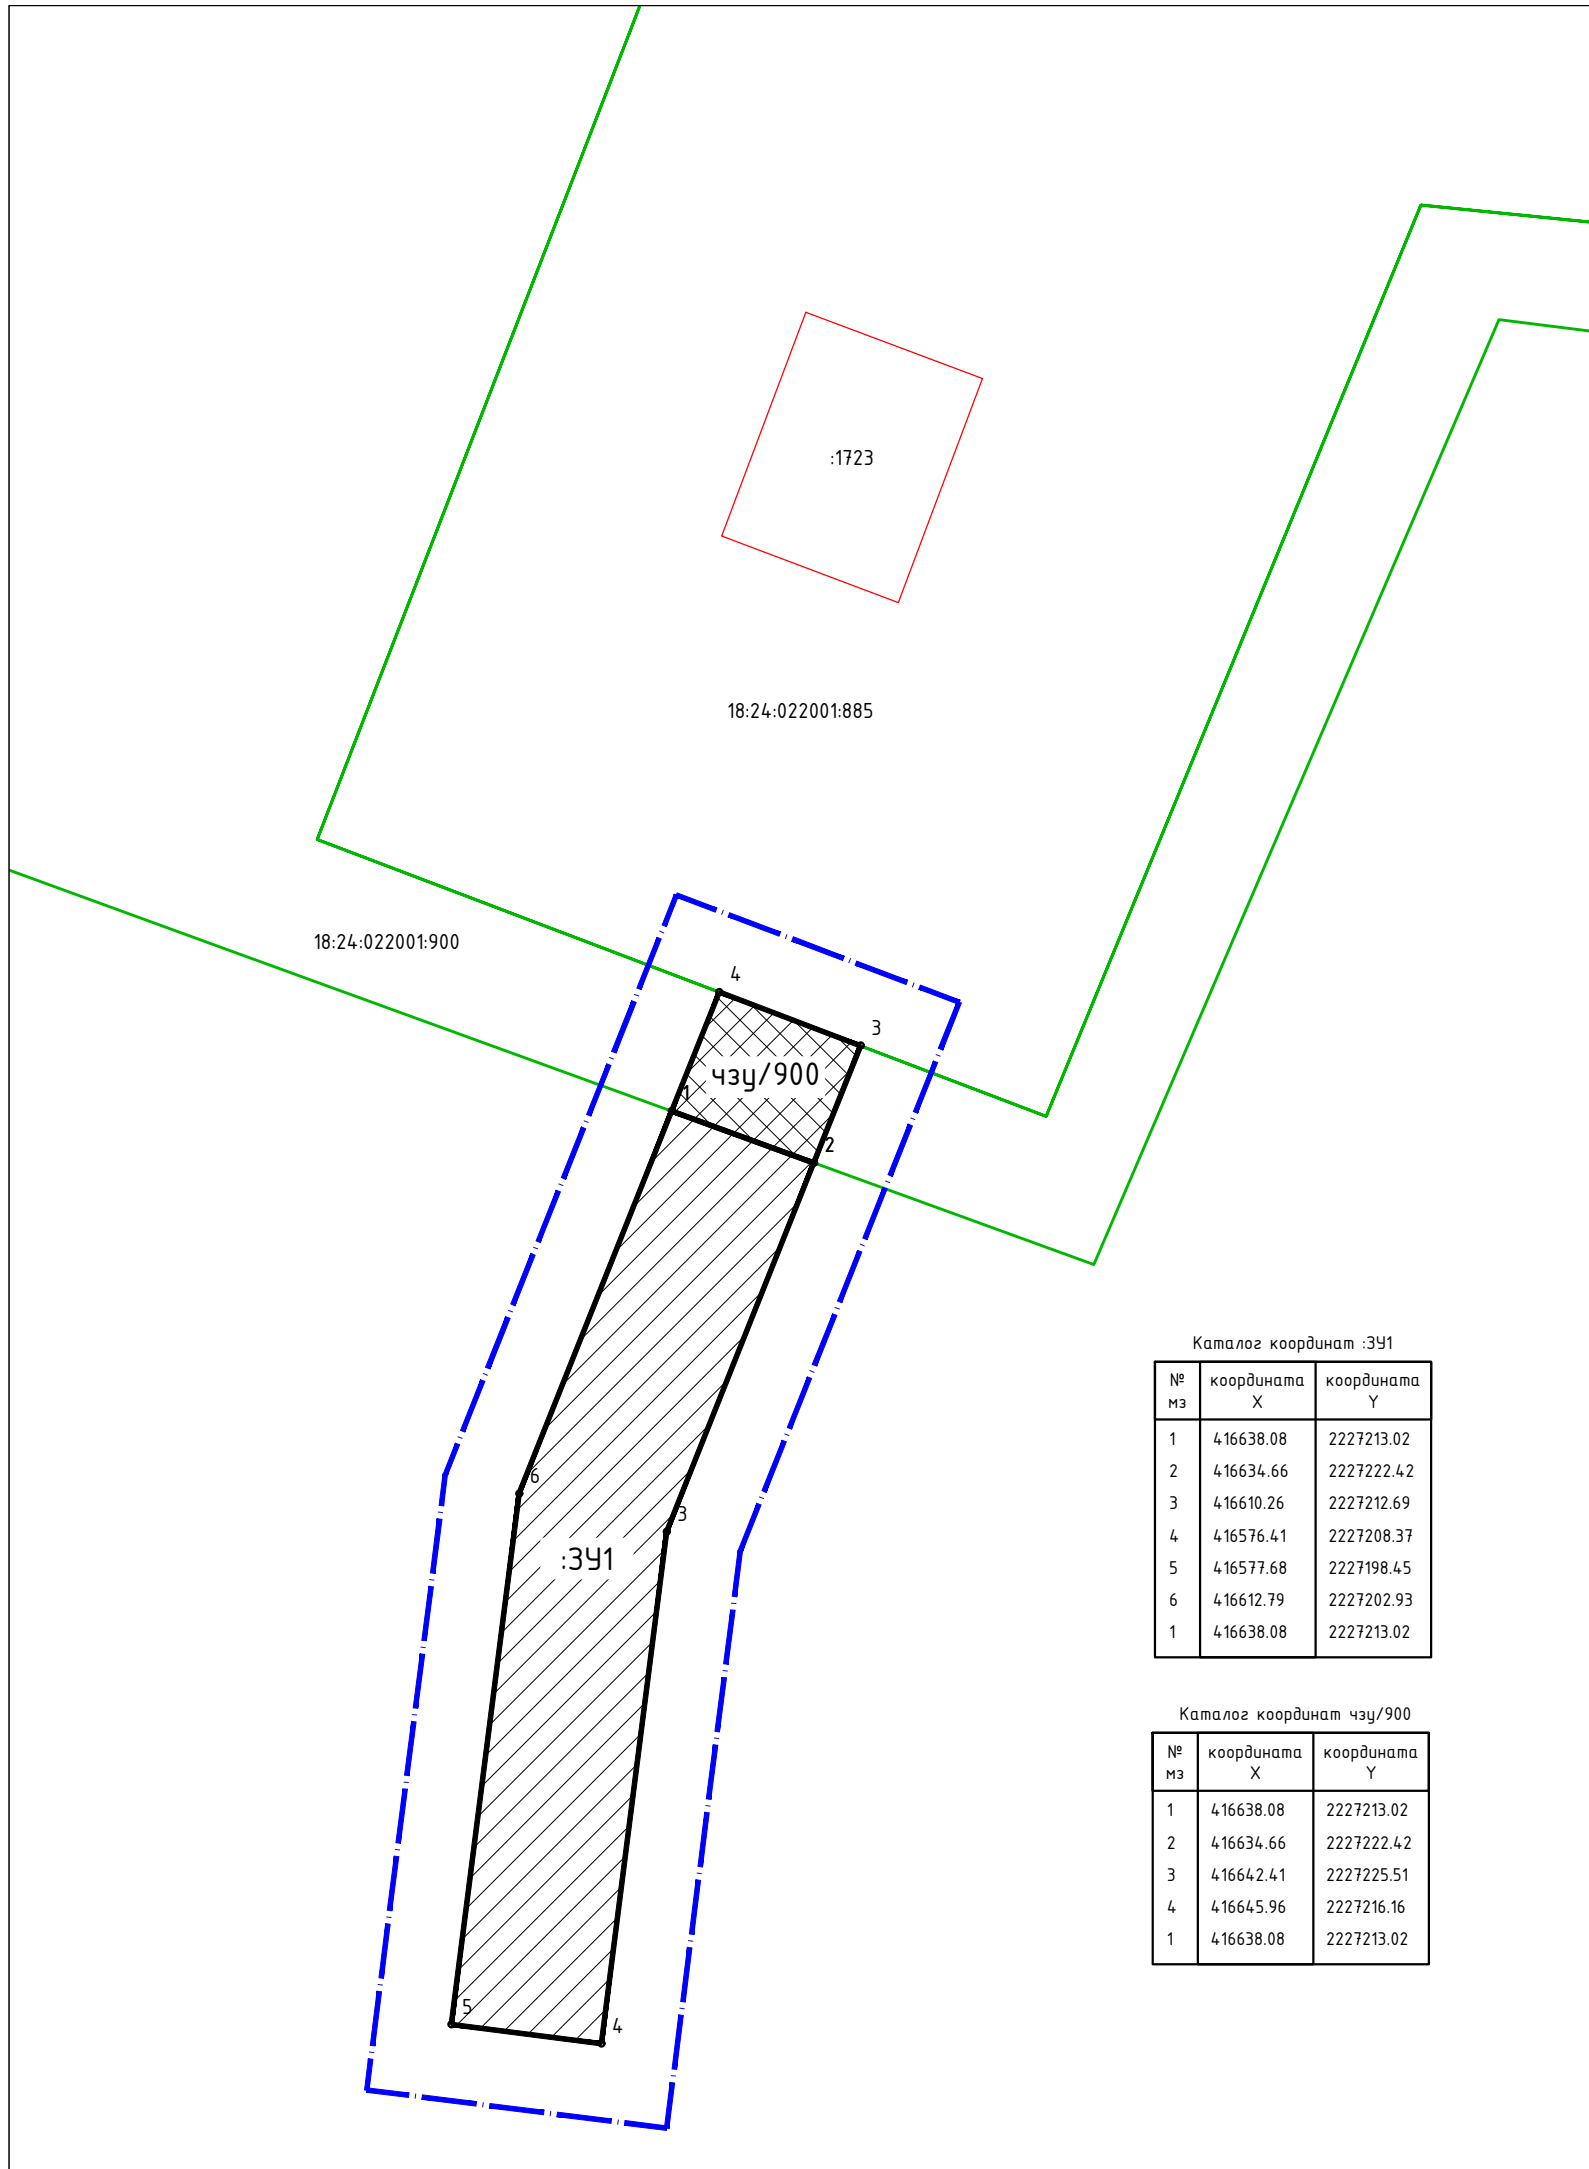 :1723
18:24:022001:885
18:24:022001:900
4
3
чзу/900
1
2
6
3
:ЗУ1
5
4
Каталог координат :ЗУ1
№ мз координата X координата Y
1 416638.08 2227213.02
2 416634.66 2227222.42
3 416610.26 2227212.69
4 416576.41 2227208.37
5 416577.68 2227198.45
6 416612.79 2227202.93
1 416638.08 2227213.02
Каталог координат чзу/900
№ мз координата X координата Y
1 416638.08 2227213.02
2 416634.66 2227222.42
3 416642.41 2227225.51
4 416645.96 2227216.16
1 416638.08 2227213.02